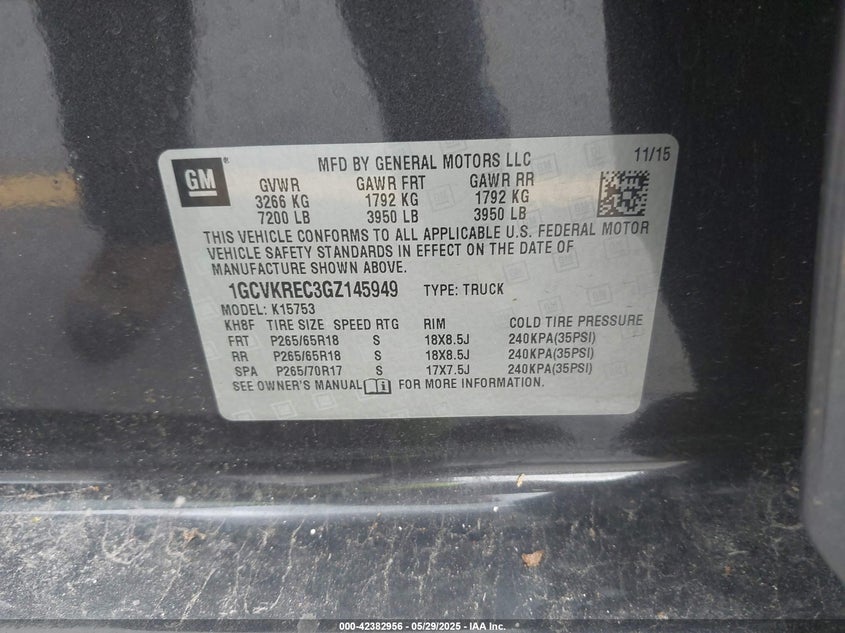 GM
MFD BY GENERAL MOTORS LLC 11/15
GVWR GAWR FRT GAWR RR
3266 KG 1792 KG 1792 KG
7200 LB 3950 LB 3950 LB
THIS VEHICLE CONFORMS TO ALL APPLICABLE U.S. FEDERAL MOTOR
VEHICLE SAFETY STANDARDS IN EFFECT ON THE DATE OF
MANUFACTURE SHOWN ABOVE.
1GCVKREC3GZ145949 TYPE: TRUCK
MODEL: K15753
KH8F TIRE SIZE SPEED RTG RIM COLD TIRE PRESSURE
FRT P265/65R18 S 18X8.5J 240KPA(35PSI)
RR P265/65R18 S 18X8.5J 240KPA(35PSI)
SPA P265/70R17 S 17X7.5J 240KPA(35PSI)
SEE OWNER'S MANUAL FOR MORE INFORMATION.
000-42382956 - 05/29/2025 - IAA Inc.